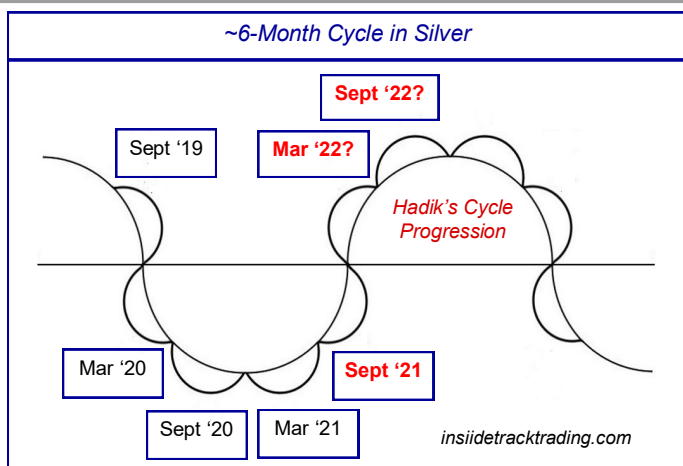 ~6-Month Cycle in Silver
Sept ‘22?
Sept ‘19
Mar ‘22?
Hadik's Cycle
Progression
Mar ‘20
Sept ‘21
Sept ‘20
Mar ‘21
insiidetracktrading.com